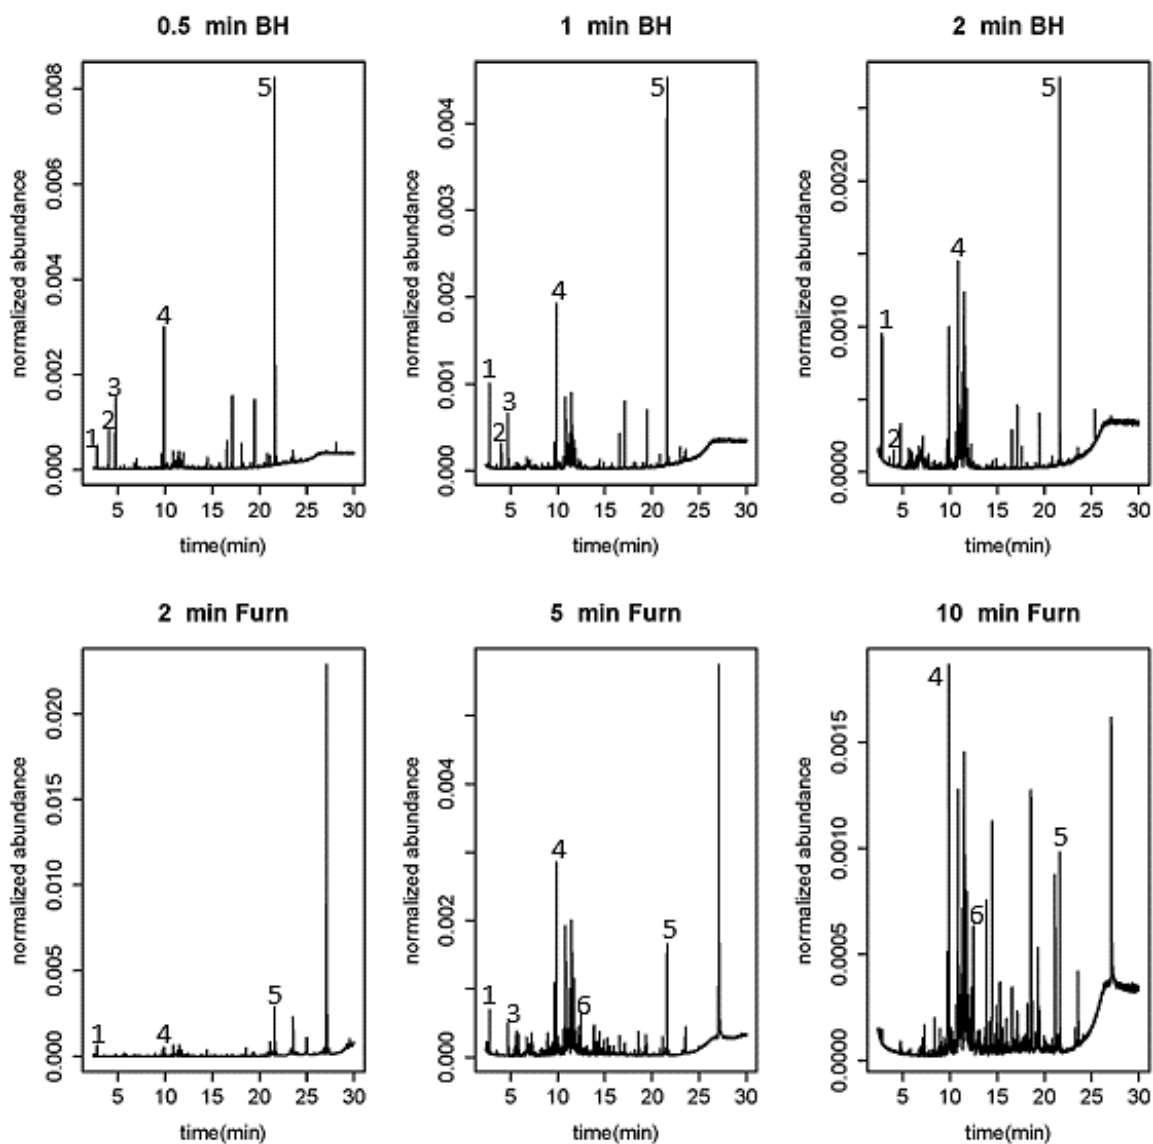 0.5 min BH
1 min BH
2 min BH
normalized abundance
0.000 0.002 0.004 0.006 0.008
1
2
3
4
5
5 10 15 20 25 30
time(min)
normalized abundance
0.000 0.001 0.002 0.003 0.004
1
2
3
4
5
5 10 15 20 25 30
time(min)
normalized abundance
0.0000 0.0010 0.0020
1
2
4
5
5 10 15 20 25 30
time(min)
2 min Furn
5 min Furn
10 min Furn
normalized abundance
0.000 0.005 0.010 0.015 0.020
1
4
5
5 10 15 20 25 30
time(min)
normalized abundance
0.000 0.002 0.004
1
3
4
6
5
5 10 15 20 25 30
time(min)
normalized abundance
0.0000 0.0005 0.0010 0.0015
4
6
5
5 10 15 20 25 30
time(min)